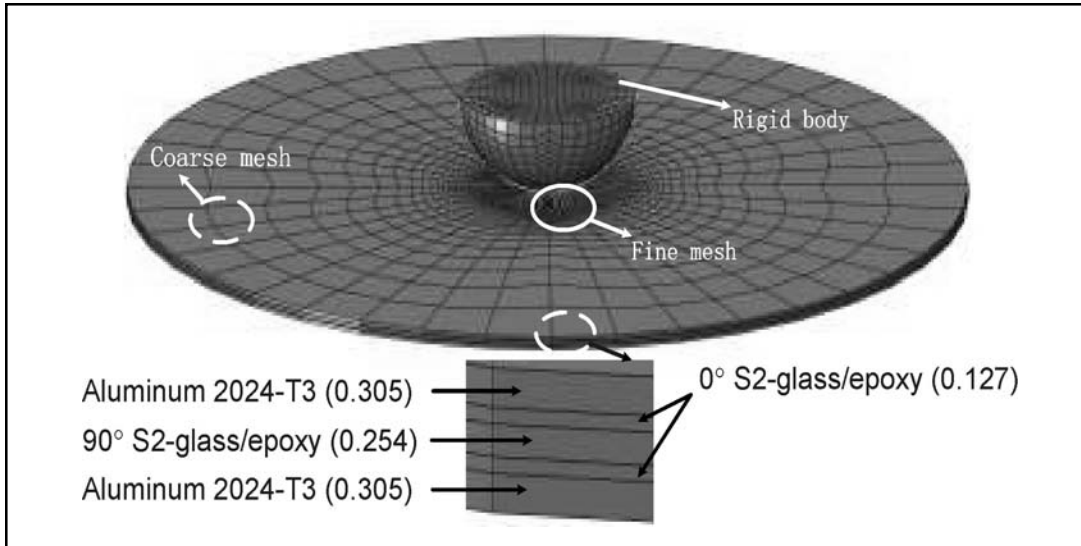 Rigid body
Coarse mesh
Fine mesh
Aluminum 2024-T3 (0.305)
0° S2-glass/epoxy (0.127)
90° S2-glass/epoxy (0.254)
Aluminum 2024-T3 (0.305)